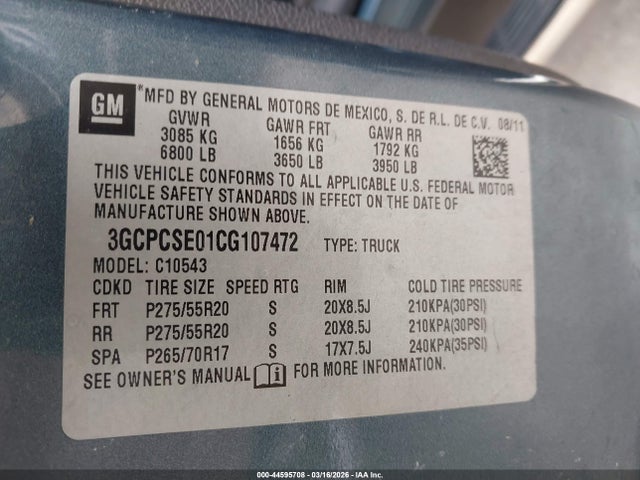 GM
*MFD BY GENERAL MOTORS DE MEXICO, S. DE R.L. DE C.V. 08/11
GVWR GAWR FRT GAWR RR
3085 KG 1656 KG 1792 KG
6800 LB 3650 LB 3950 LB
THIS VEHICLE CONFORMS TO ALL APPLICABLE U.S. FEDERAL MOTOR
VEHICLE SAFETY STANDARDS IN EFFECT ON THE DATE OF
MANUFACTURE SHOWN ABOVE.
3GCPCSE01CG107472 TYPE: TRUCK
MODEL: C10543
CDKD TIRE SIZE SPEED RTG RIM COLD TIRE PRESSURE
FRT P275/55R20 S 20X8.5J 210KPA(30PSI)
RR P275/55R20 S 20X8.5J 210KPA(30PSI)
SPA P265/70R17 S 17X7.5J 240KPA(35PSI)
SEE OWNER'S MANUAL FOR MORE INFORMATION
000-44595708 - 03/16/2026 - IAA Inc.